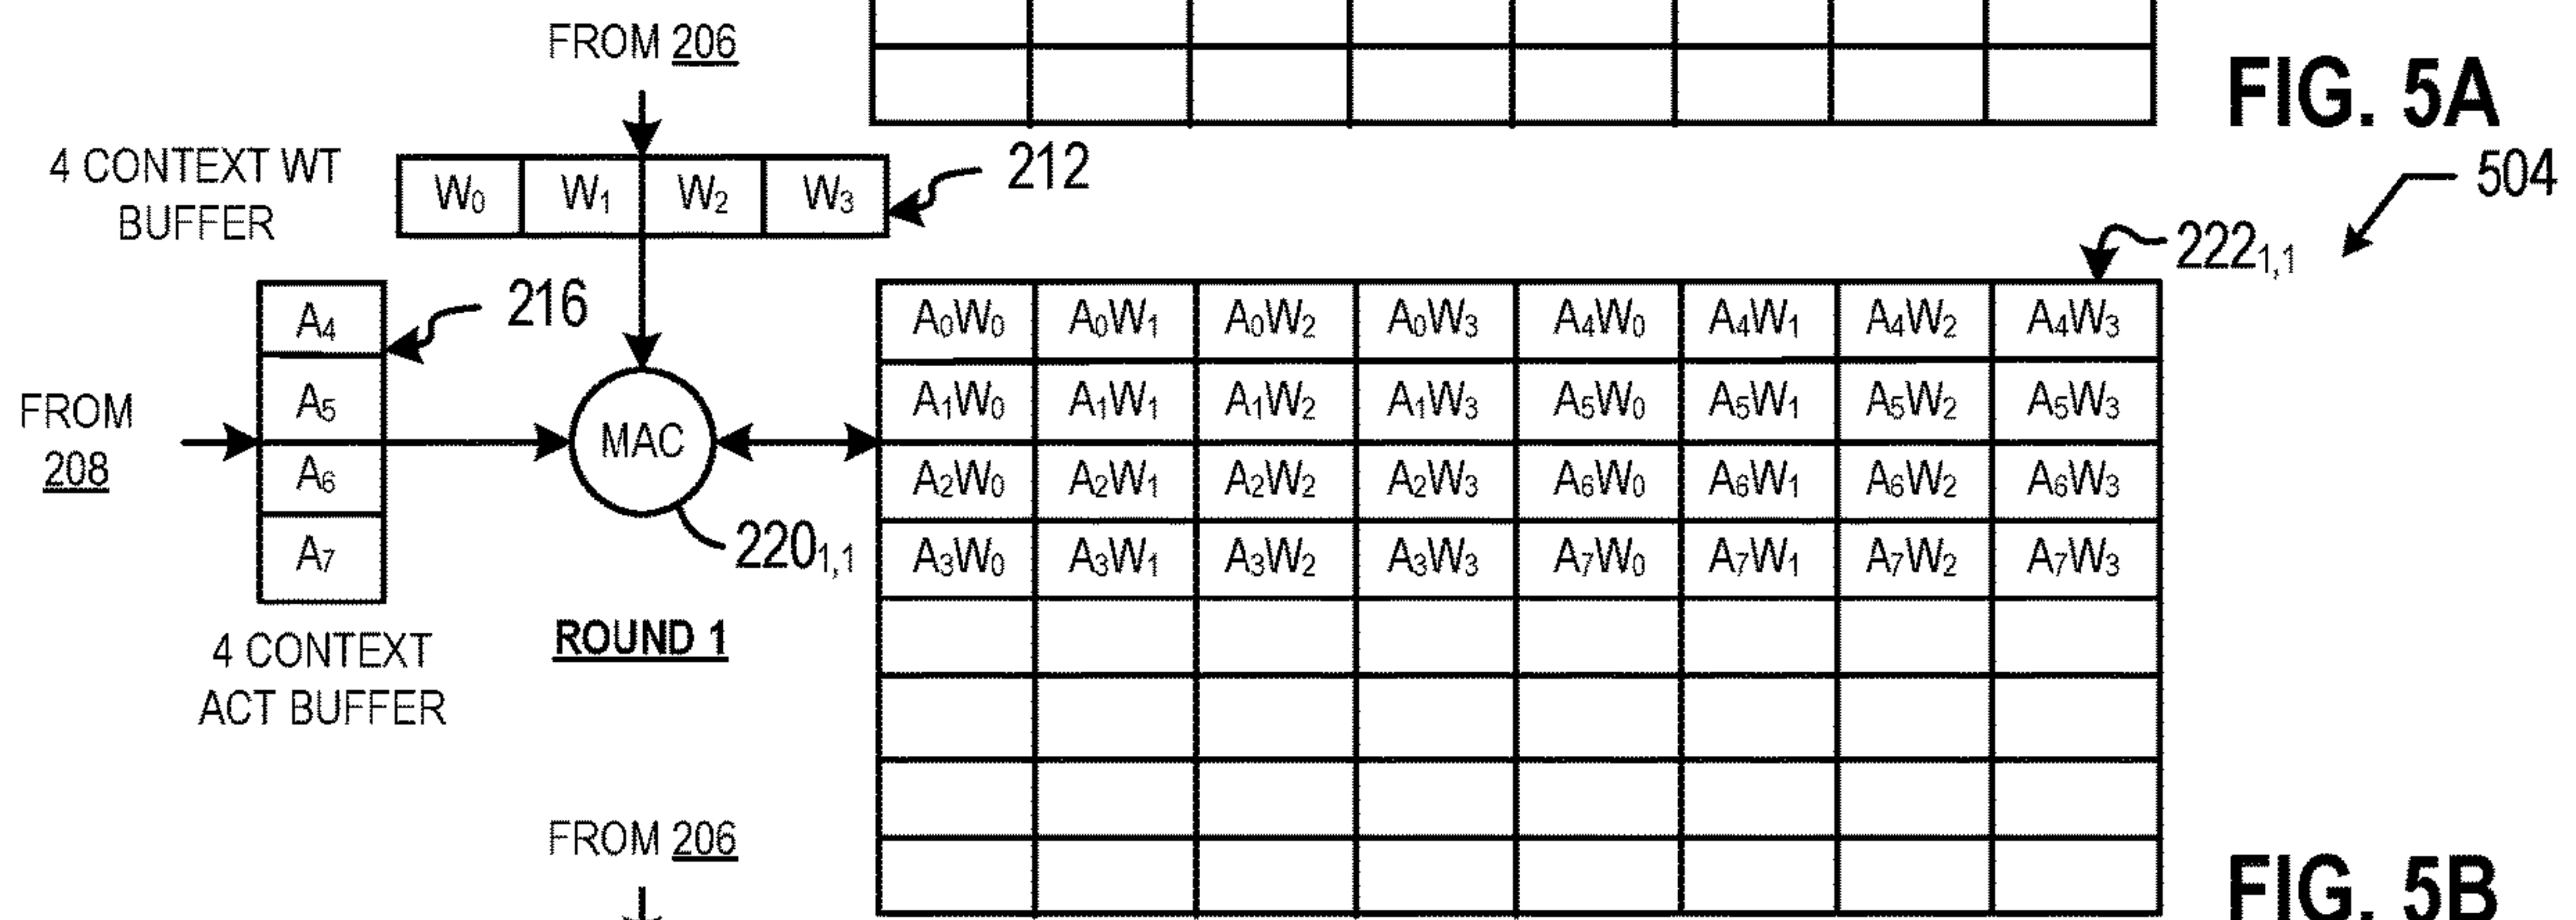 FROM 206
FIG. 5A
4 CONTEXT WT
BUFFER
W₀ W₁ W₂ W₃
212
504
222₁,₁
216
A₄
A₅
A₆
A₇
FROM
208
MAC
220₁,₁
A₀W₀ A₀W₁ A₀W₂ A₀W₃ A₄W₀ A₄W₁ A₄W₂ A₄W₃
A₁W₀ A₁W₁ A₁W₂ A₁W₃ A₅W₀ A₅W₁ A₅W₂ A₅W₃
A₂W₀ A₂W₁ A₂W₂ A₂W₃ A₆W₀ A₆W₁ A₆W₂ A₆W₃
A₃W₀ A₃W₁ A₃W₂ A₃W₃ A₇W₀ A₇W₁ A₇W₂ A₇W₃
4 CONTEXT
ACT BUFFER
ROUND 1
FROM 206
FIG. 5B